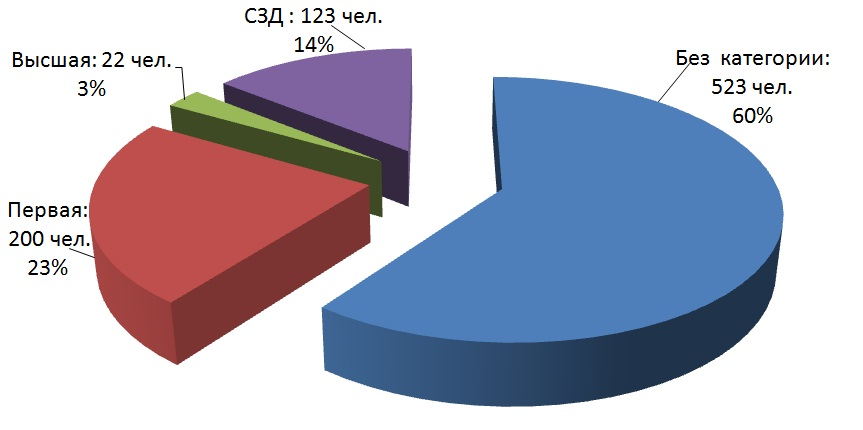 СЗД : 123 чел.
14%
Высшая: 22 чел.
3%
Без  категории:
523 чел.
60%
Первая:
200 чел.
23%